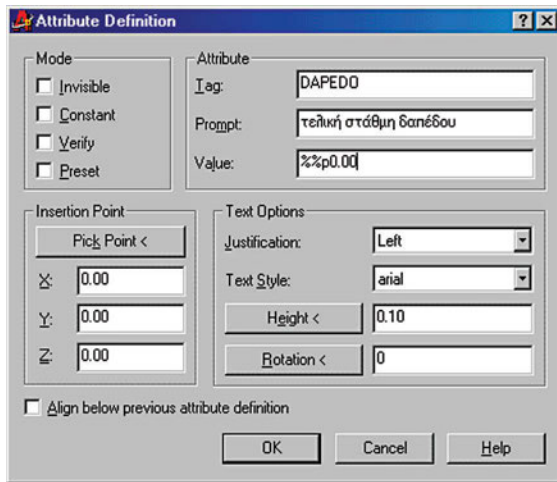 Attribute Definition
Mode
Invisible
Constant
Verify
Preset
Attribute
Tag: DAPEDO
Prompt: τελική στάθμη δαπέδου
Value: %%p0.00
Insertion Point
Pick Point <
X: 0.00
Y: 0.00
Z: 0.00
Text Options
Justification: Left
Text Style: arial
Height < 0.10
Rotation < 0
Align below previous attribute definition
OK Cancel Help